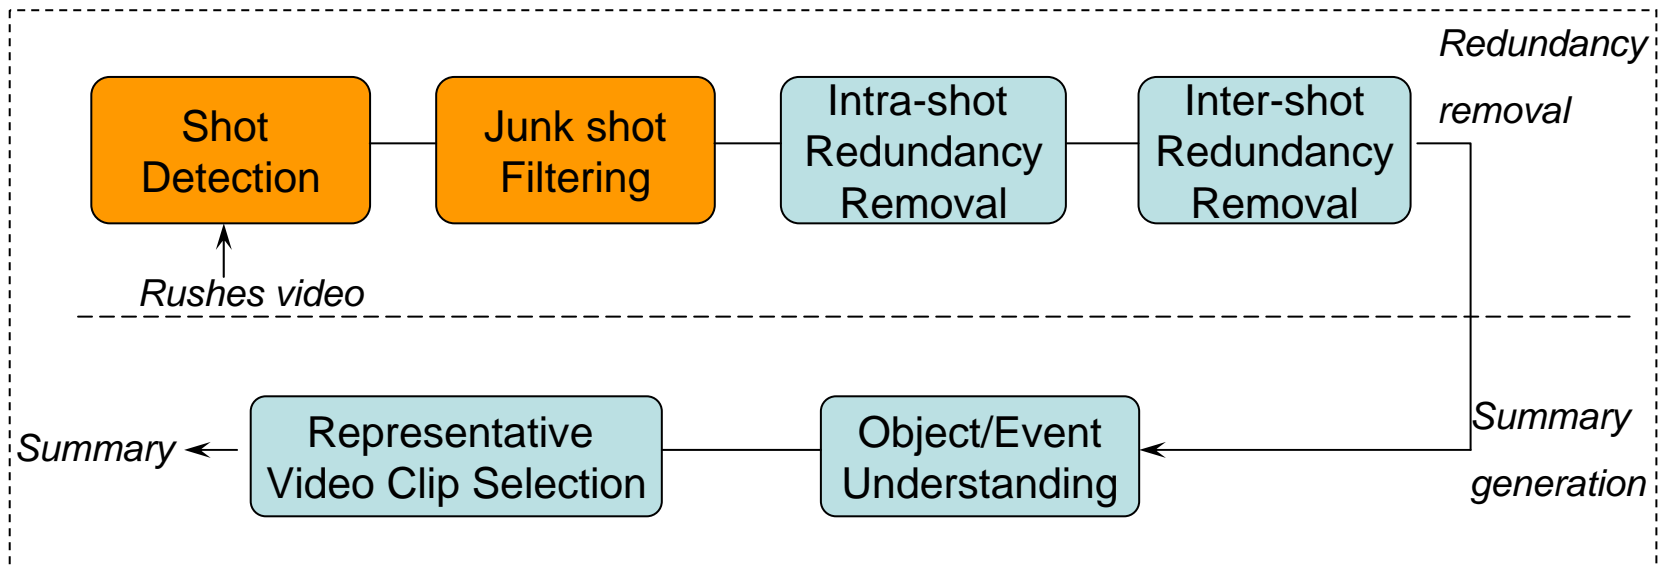 Redundancy
removal
Shot
Detection
Junk shot
Filtering
Intra-shot
Redundancy
Removal
Inter-shot
Redundancy
Removal
Rushes video
Summary
Representative
Video Clip Selection
Object/Event
Understanding
Summary
generation